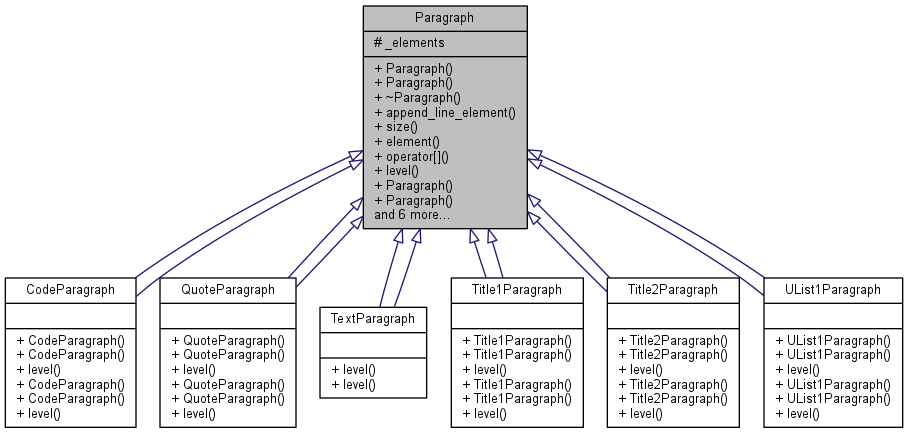 Paragraph
# _elements
+ Paragraph()
+ Paragraph()
+ ~Paragraph()
+ append_line_element()
+ size()
+ element()
+ operator[]()
+ level()
+ Paragraph()
+ Paragraph()
and 6 more...
CodeParagraph
+ CodeParagraph()
+ CodeParagraph()
+ level()
+ CodeParagraph()
+ CodeParagraph()
+ level()
QuoteParagraph
+ QuoteParagraph()
+ QuoteParagraph()
+ level()
+ QuoteParagraph()
+ QuoteParagraph()
+ level()
TextParagraph
+ level()
+ level()
Title1Paragraph
+ Title1Paragraph()
+ Title1Paragraph()
+ level()
+ Title1Paragraph()
+ Title1Paragraph()
+ level()
Title2Paragraph
+ Title2Paragraph()
+ Title2Paragraph()
+ level()
+ Title2Paragraph()
+ Title2Paragraph()
+ level()
UList1Paragraph
+ UList1Paragraph()
+ UList1Paragraph()
+ level()
+ UList1Paragraph()
+ UList1Paragraph()
+ level()